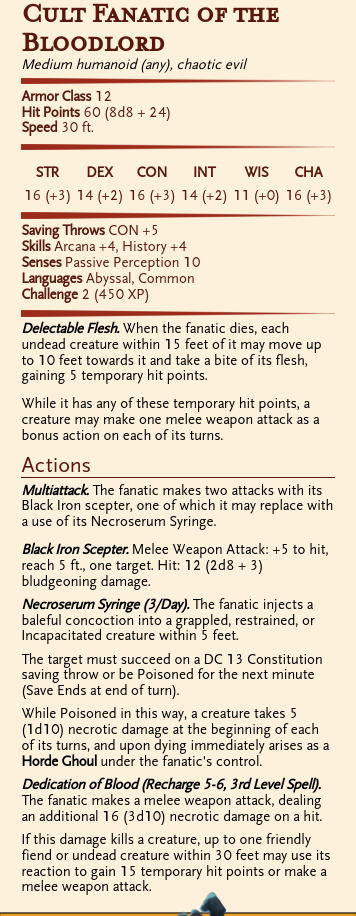 Cult Fanatic of the
Bloodlord
Medium humanoid (any), chaotic evil
Armor Class 12
Hit Points 60 (8d8 + 24)
Speed 30 ft.
STR DEX CON INT WIS CHA
16 (+3) 14 (+2) 16 (+3) 14 (+2) 11 (+0) 16 (+3)
Saving Throws CON +5
Skills Arcana +4, History +4
Senses Passive Perception 10
Languages Abyssal, Common
Challenge 2 (450 XP)
Delectable Flesh. When the fanatic dies, each
undead creature within 15 feet of it may move up
to 10 feet towards it and take a bite of its flesh,
gaining 5 temporary hit points.
While it has any of these temporary hit points, a
creature may make one melee weapon attack as a
bonus action on each of its turns.
Actions
Multiattack. The fanatic makes two attacks with its
Black Iron scepter, one of which it may replace with
a use of its Necroserum Syringe.
Black Iron Scepter. Melee Weapon Attack: +5 to hit,
reach 5 ft., one target. Hit: 12 (2d8 + 3)
bludgeoning damage.
Necroserum Syringe (3/Day). The fanatic injects a
baleful concoction into a grappled, restrained, or
Incapacitated creature within 5 feet.
The target must succeed on a DC 13 Constitution
saving throw or be Poisoned for the next minute
(Save Ends at end of turn).
While Poisoned in this way, a creature takes 5
(1d10) necrotic damage at the beginning of each
of its turns, and upon dying immediately arises as a
Horde Ghoul under the fanatic's control.
Dedication of Blood (Recharge 5-6, 3rd Level Spell).
The fanatic makes a melee weapon attack, dealing
an additional 16 (3d10) necrotic damage on a hit.
If this damage kills a creature, up to one friendly
fiend or undead creature within 30 feet may use its
reaction to gain 15 temporary hit points or make a
melee weapon attack.